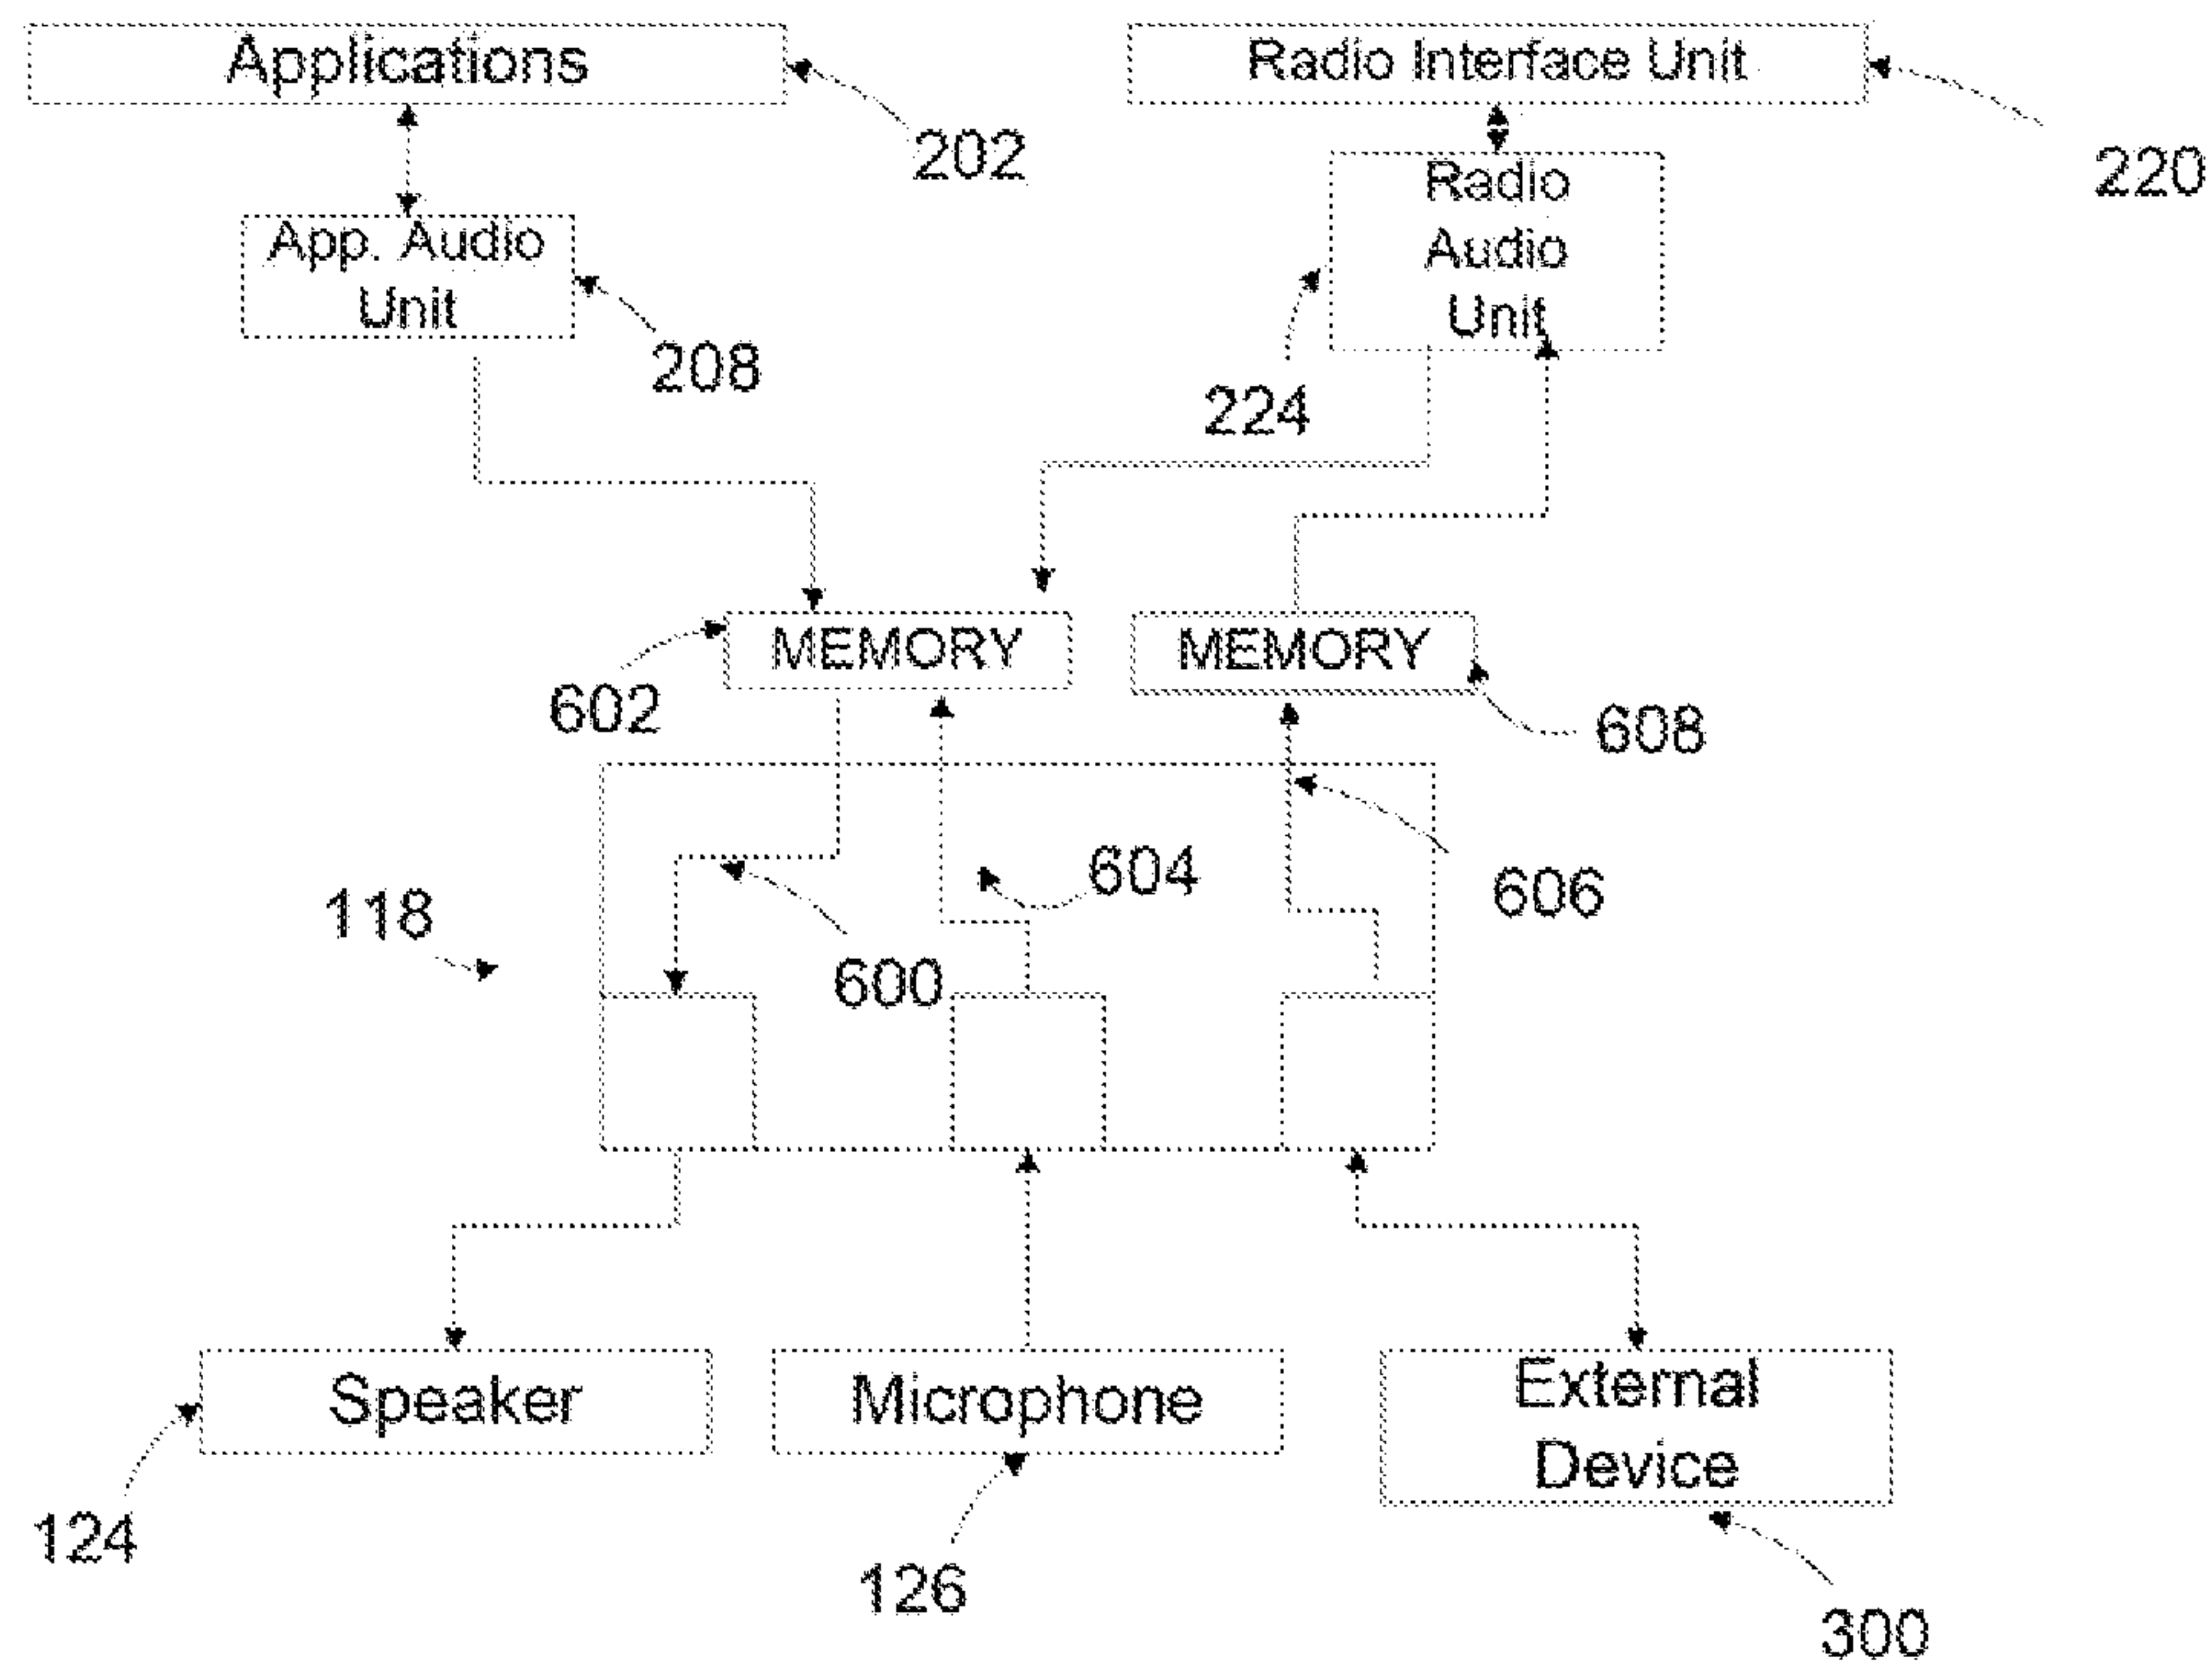 Applications
Radio Interface Unit
202
220
App. Audio
Unit
208
Radio
Audio
Unit
224
MEMORY
MEMORY
602
608
604
606
118
600
Speaker
Microphone
External
Device
124
126
300